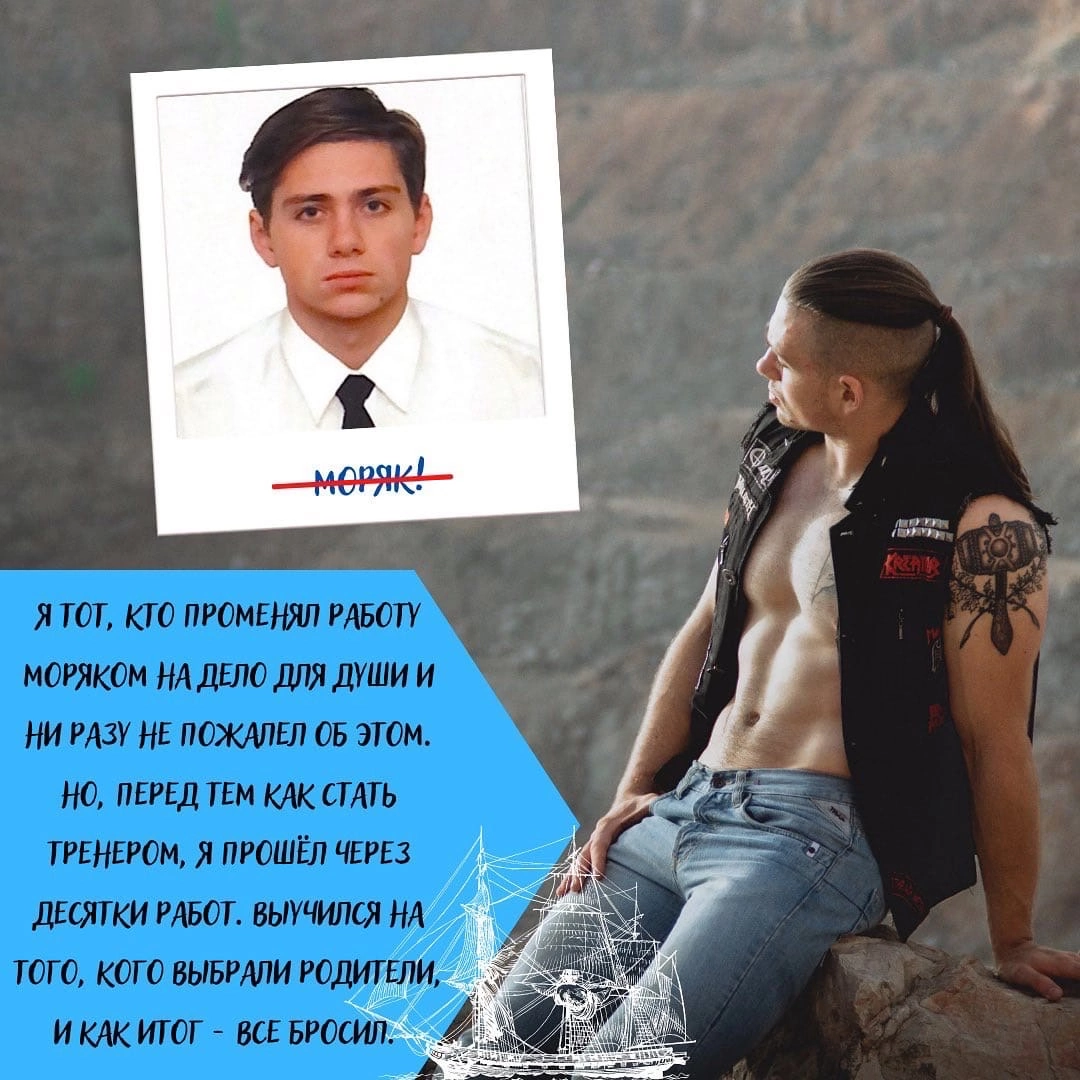 МОРЯК!
Я ТОТ, КТО ПРОМЕНЯЛ РАБОТУ
МОРЯКОМ НА ДЕЛО ДЛЯ ДУШИ И
НИ РАЗУ НЕ ПОЖАЛЕЛ ОБ ЭТОМ.
НО, ПЕРЕД ТЕМ КАК СТАТЬ
ТРЕНЕРОМ, Я ПРОШЁЛ ЧЕРЕЗ
ДЕСЯТКИ РАБОТ. ВЫУЧИЛСЯ НА
ТОГО, КОГО ВЫБРАЛИ РОДИТЕЛИ,
И КАК ИТОГ - ВСЕ БРОСИЛ.
KREATOR